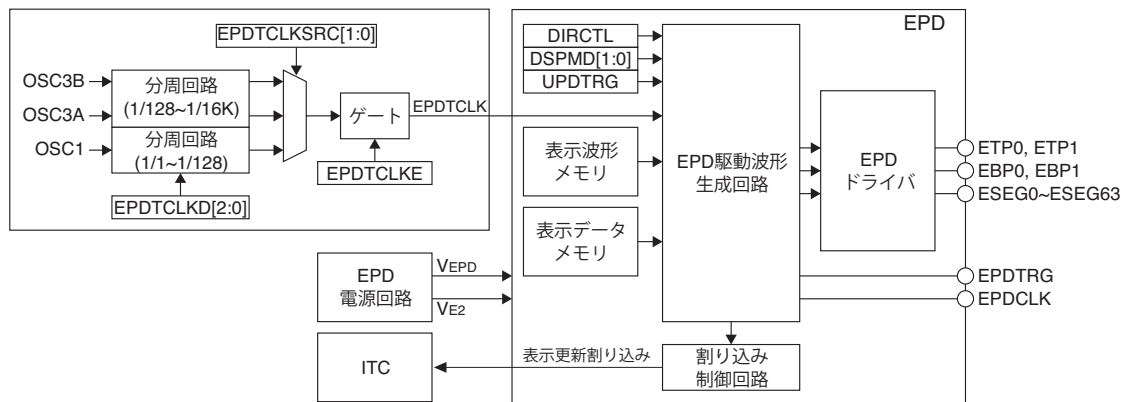 EPDTCLKSRC[1:0]
OSC3B
OSC3A
OSC1
分周回路
(1/128~1/16K)
分周回路
(1/1~1/128)
EPDTCLKD[2:0]
ゲート
EPDTCLKE
EPDTCLK
EPD
DIRCTL
DSPMD[1:0]
UPDTRG
表示波形
メモリ
表示データ
メモリ
EPD駆動波形
生成回路
EPD
ドライバ
ETP0, ETP1
EBP0, EBP1
ESEG0~ESEG63
EPDTRG
EPDCLK
EPD
電源回路
VEPD
VE2
ITC
表示更新割り込み
割り込み
制御回路